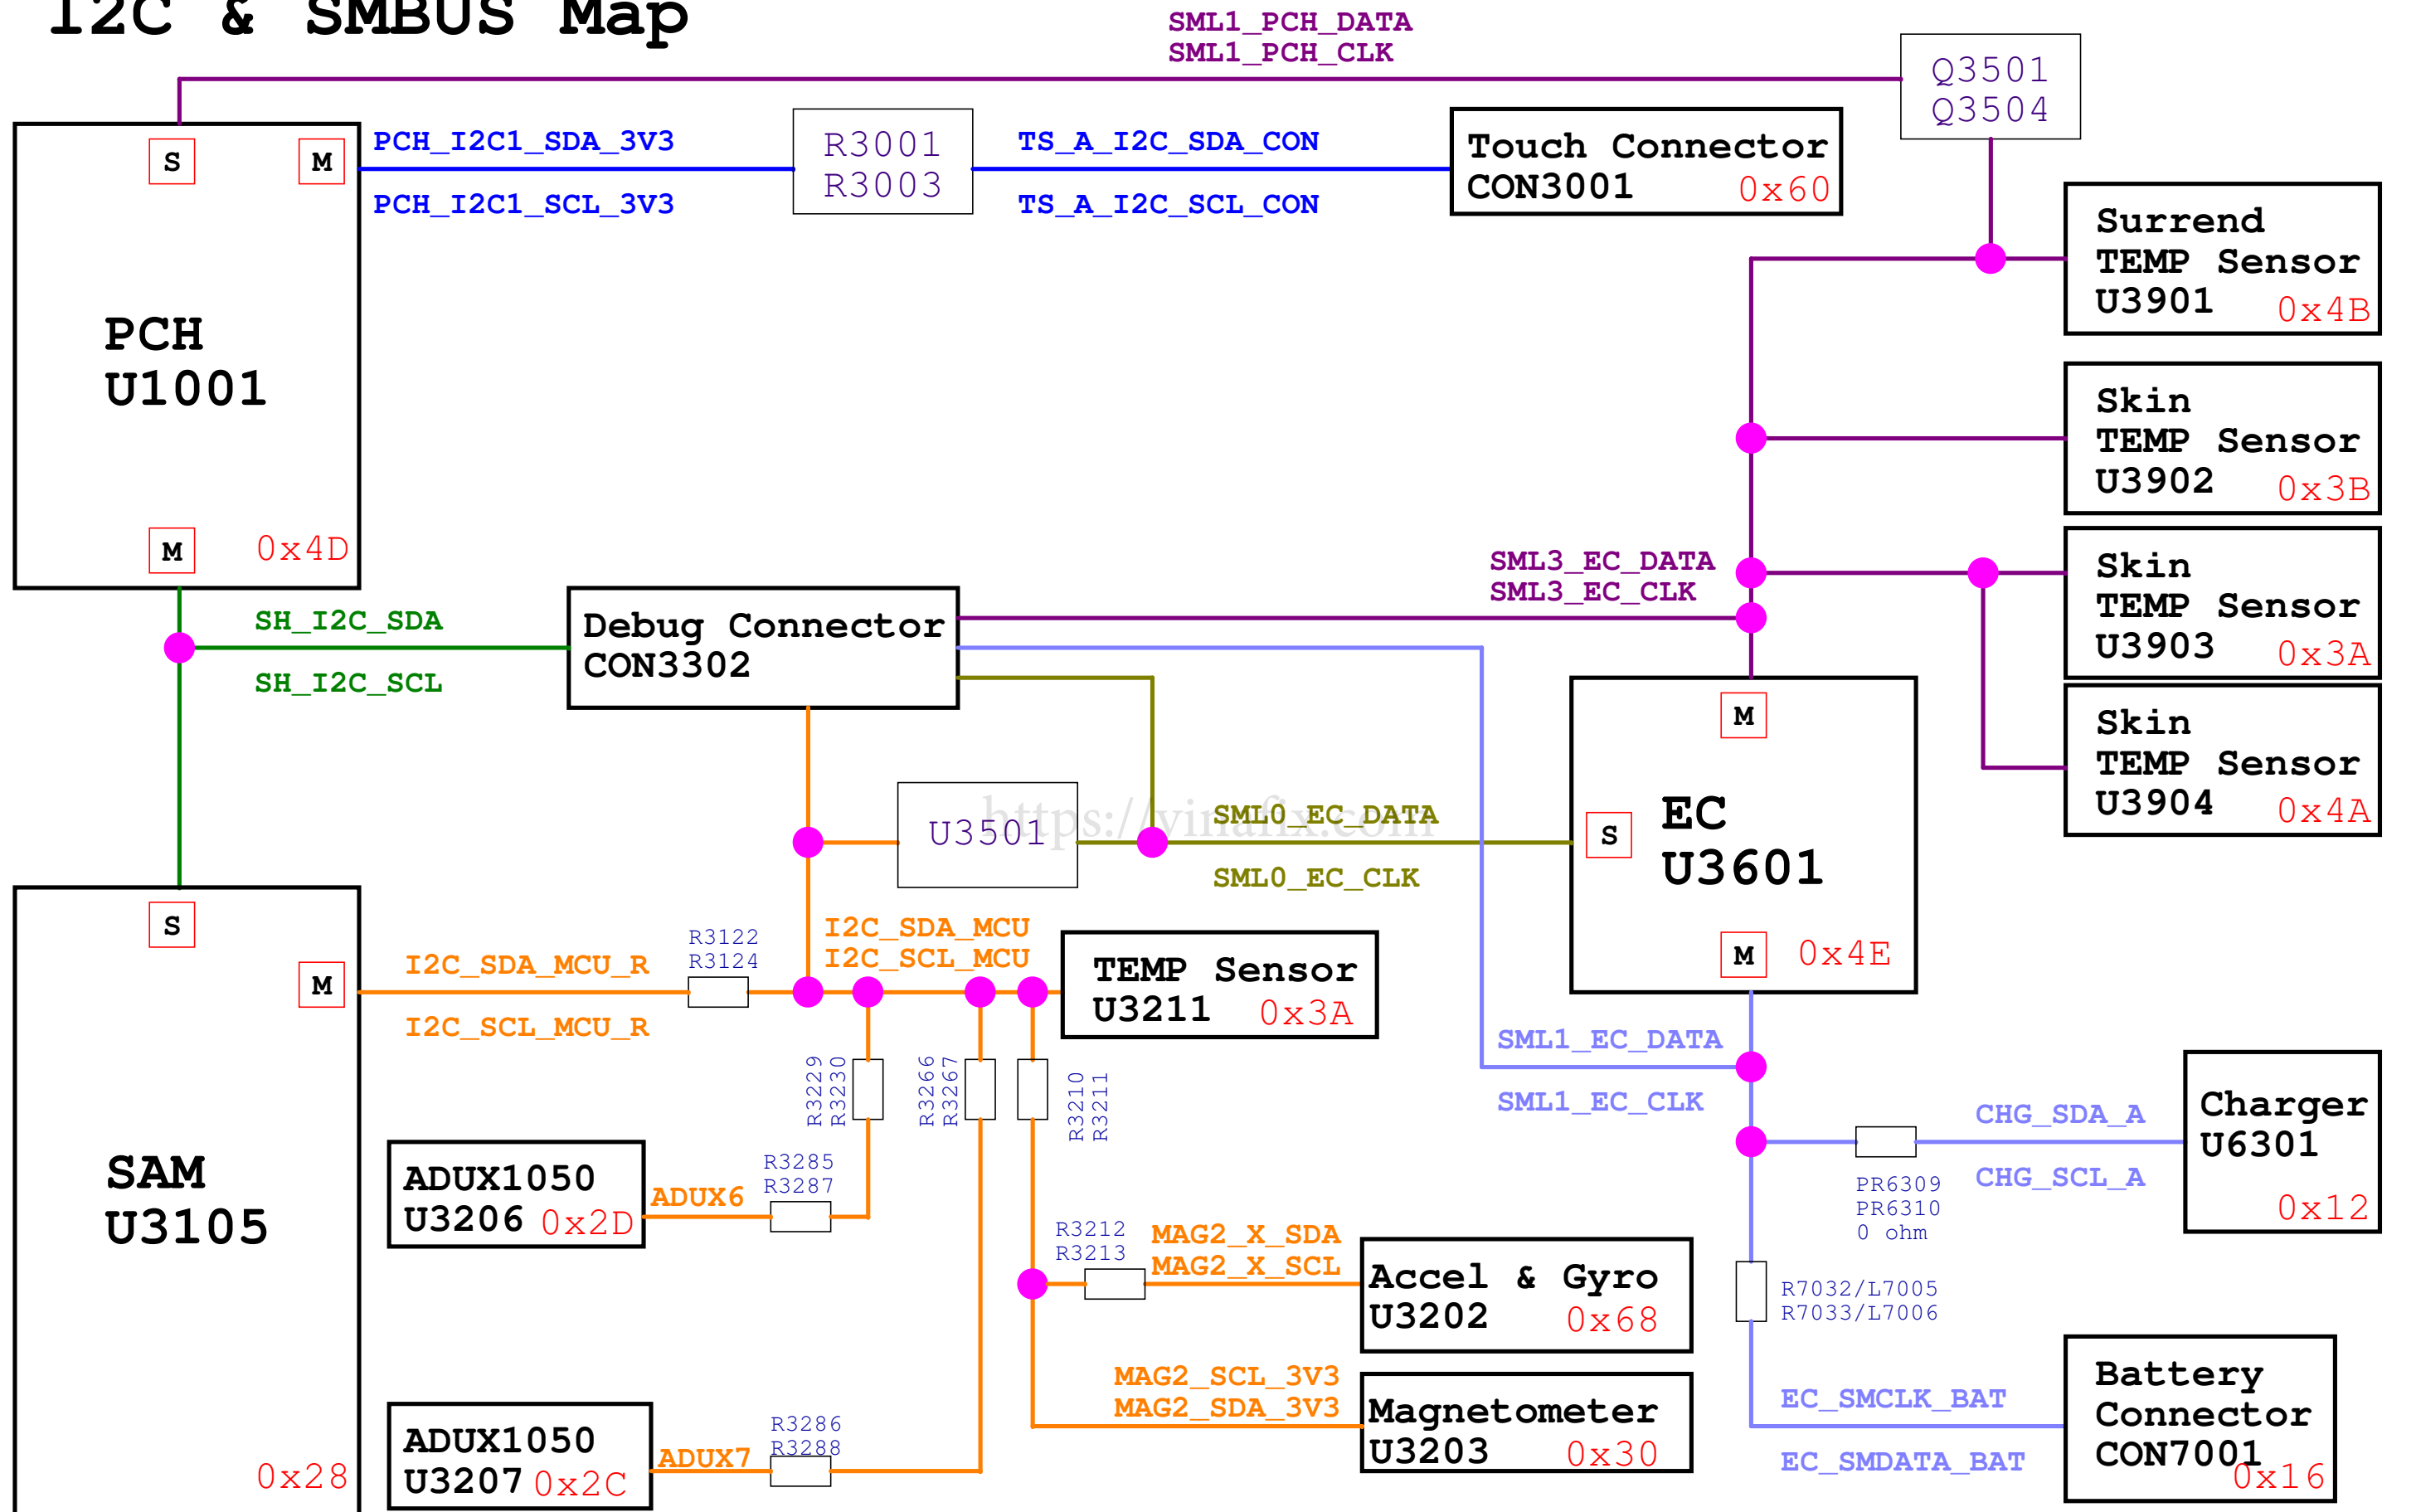 I2C & SMBUS Map
SML1_PCH_DATA
SML1_PCH_CLK
Q3501
Q3504
S
M
PCH_I2C1_SDA_3V3
PCH_I2C1_SCL_3V3
R3001
R3003
TS_A_I2C_SDA_CON
TS_A_I2C_SCL_CON
Touch Connector
CON3001 0x60
Surrend
TEMP Sensor
U3901 0x4B
PCH
U1001
Skin
TEMP Sensor
U3902 0x3B
M
0x4D
SML3_EC_DATA
SML3_EC_CLK
Skin
TEMP Sensor
U3903 0x3A
SH_I2C_SDA
SH_I2C_SCL
Debug Connector
CON3302
M
Skin
TEMP Sensor
U3904 0x4A
U3501
https://vinafix.com
SML0_EC_DATA
SML0_EC_CLK
S
EC
U3601
M
0x4E
S
M
I2C_SDA_MCU_R
I2C_SCL_MCU_R
R3122
R3124
I2C_SDA_MCU
I2C_SCL_MCU
TEMP Sensor
U3211 0x3A
SML1_EC_DATA
SML1_EC_CLK
R3229
R3230
R3266
R3267
R3210
R3211
CHG_SDA_A
CHG_SCL_A
Charger
U6301
0x12
PR6309
PR6310
0 ohm
SAM
U3105
ADUX1050
U3206 0x2D
ADUX6
R3285
R3287
R3212
R3213
MAG2_X_SDA
MAG2_X_SCL
Accel & Gyro
U3202 0x68
R7032/L7005
R7033/L7006
MAG2_SCL_3V3
MAG2_SDA_3V3
Magnetometer
U3203 0x30
EC_SMCLK_BAT
EC_SMDATA_BAT
Battery
Connector
CON7001
0x16
0x28
ADUX1050
U3207 0x2C
ADUX7
R3286
R3288